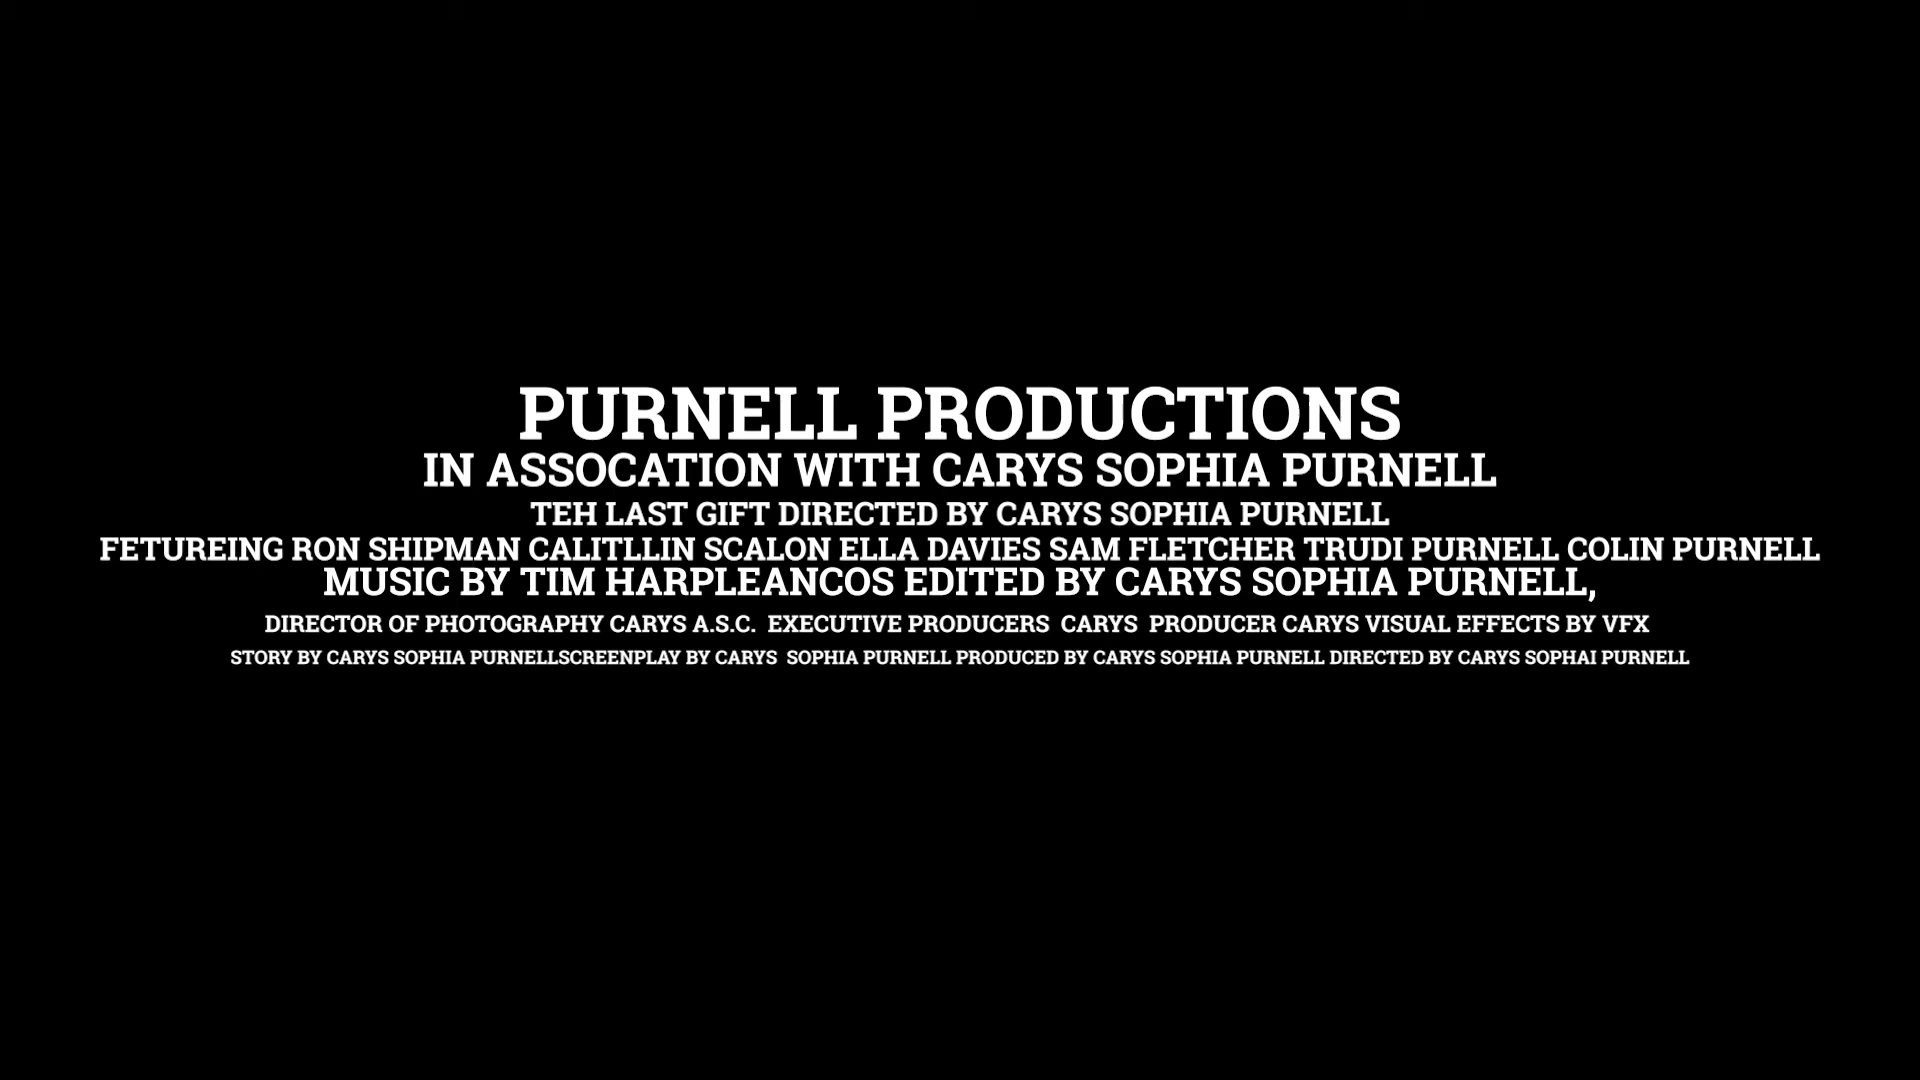 PURNELL PRODUCTIONS
IN ASSOCATION WITH CARYS SOPHIA PURNELL
TEH LAST GIFT DIRECTED BY CARYS SOPHIA PURNELL
FETUREING RON SHIPMAN CALITLLIN SCALON ELLA DAVIES SAM FLETCHER TRUDI PURNELL COLIN PURNELL
MUSIC BY TIM HARPLEANCOS EDITED BY CARYS SOPHIA PURNELL,
DIRECTOR OF PHOTOGRAPHY CARYS A.S.C.  EXECUTIVE PRODUCERS  CARYS  PRODUCER CARYS VISUAL EFFECTS BY VFX
STORY BY CARYS SOPHIA PURNELLSCREENPLAY BY CARYS  SOPHIA PURNELL PRODUCED BY CARYS SOPHIA PURNELL DIRECTED BY CARYS SOPHAI PURNELL